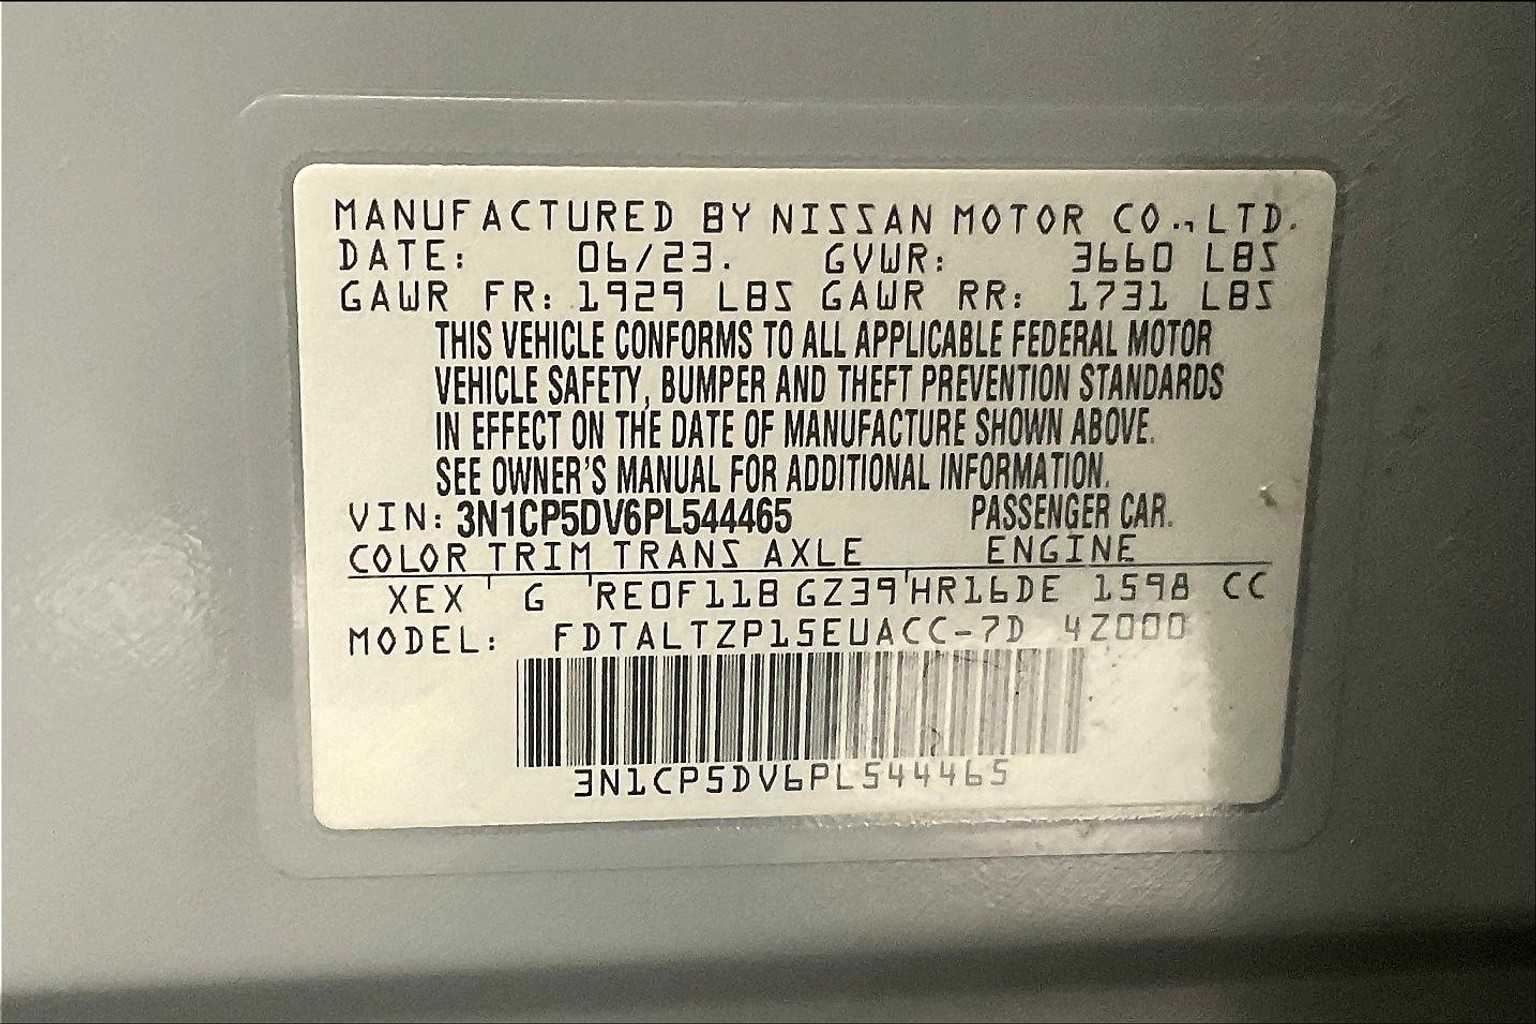 MANUFACTURED BY NISSAN MOTOR CO., LTD.
DATE: 06/23. GVWR: 3660 LBS
GAWR FR: 1929 LBS GAWR RR: 1731 LBS
THIS VEHICLE CONFORMS TO ALL APPLICABLE FEDERAL MOTOR
VEHICLE SAFETY, BUMPER AND THEFT PREVENTION STANDARDS
IN EFFECT ON THE DATE OF MANUFACTURE SHOWN ABOVE.
SEE OWNER'S MANUAL FOR ADDITIONAL INFORMATION.
VIN: 3N1CP5DV6PL544465 PASSENGER CAR.
COLOR TRIM TRANS AXLE ENGINE
XEX G RE0F11B GZ39 HR16DE 1598 CC
MODEL: FDTALTZP15EUACC-7D 4Z000
3N1CP5DV6PL544465